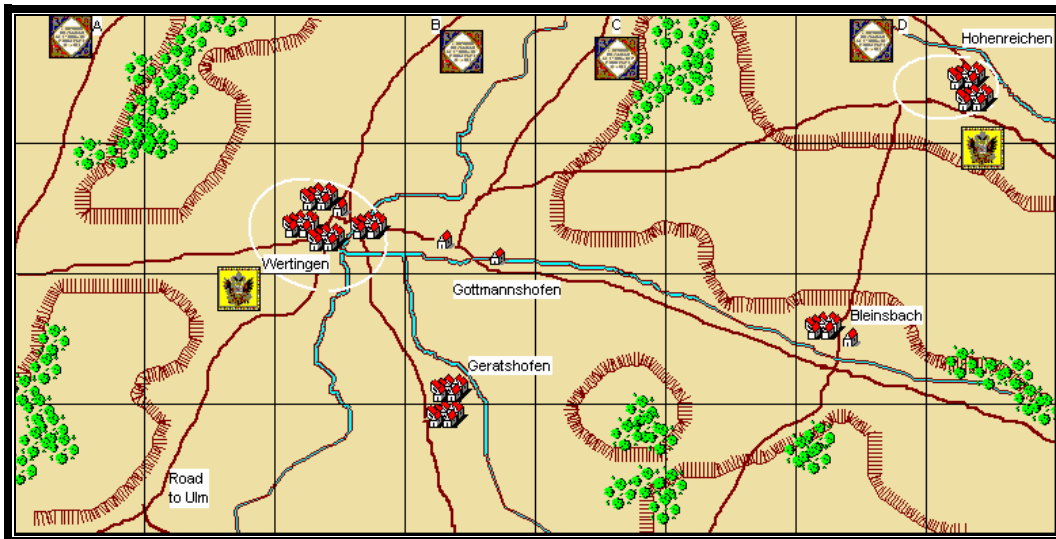 A
B
C
D
Hohenreichen
Wertingen
Gottmannshofen
Bleinsbach
Geratshofen
Road
to Ulm